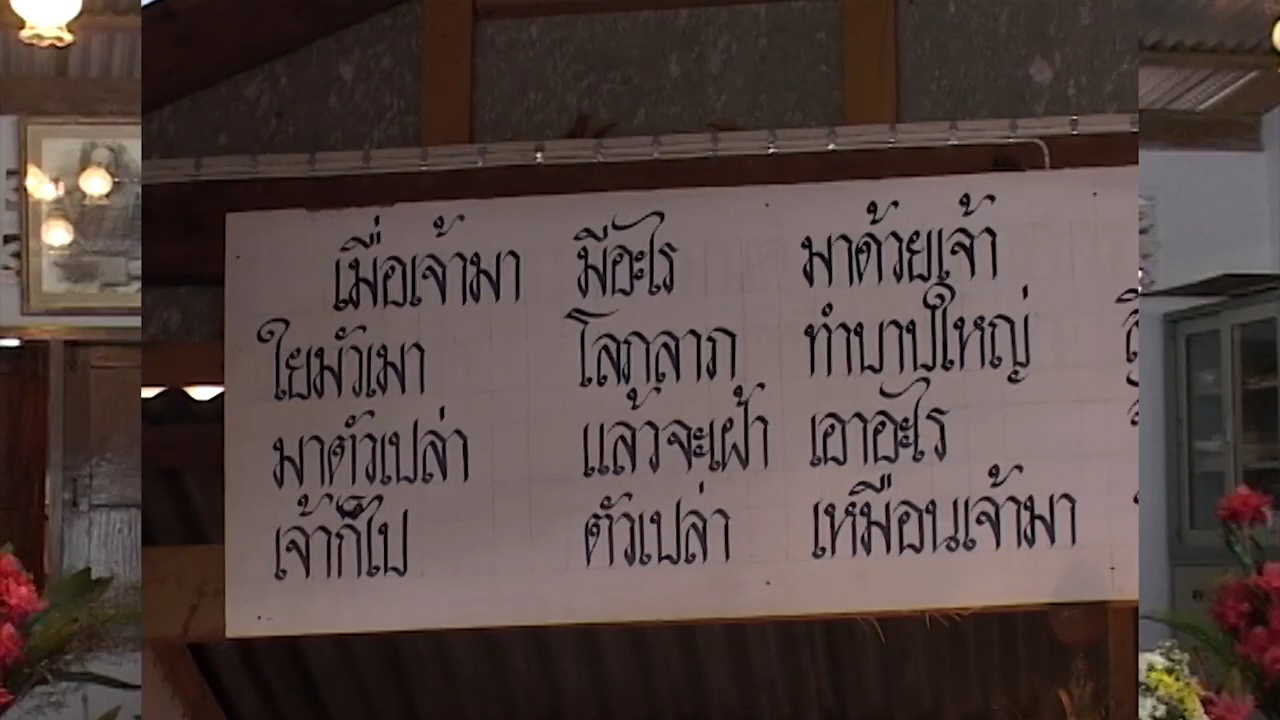 เมื่อเจ้ามา มีอะไร มาด้วยเจ้า
ใยมัวเมา โลภลาภ ทำบาปใหญ่
มาตัวเปล่า แล้วจะเฝ้า เอาอะไร
เจ้าก็ไป ตัวเปล่า เหมือนเจ้ามา